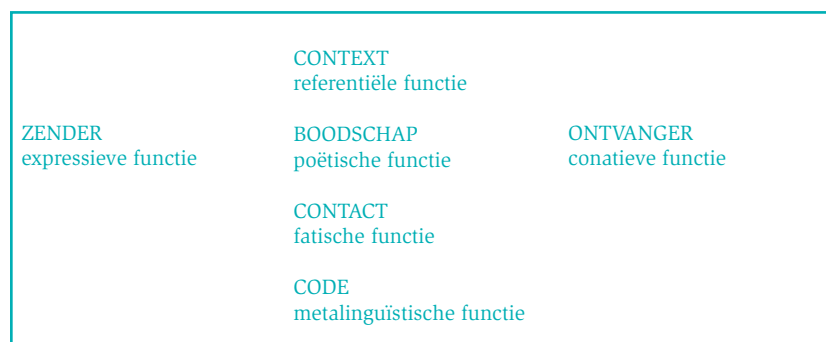 CONTEXT
referentiële functie
ZENDER
expressieve functie
BOODSCHAP
poëtische functie
ONTVANGER
conatieve functie
CONTACT
fatische functie
CODE
metalinguïstische functie